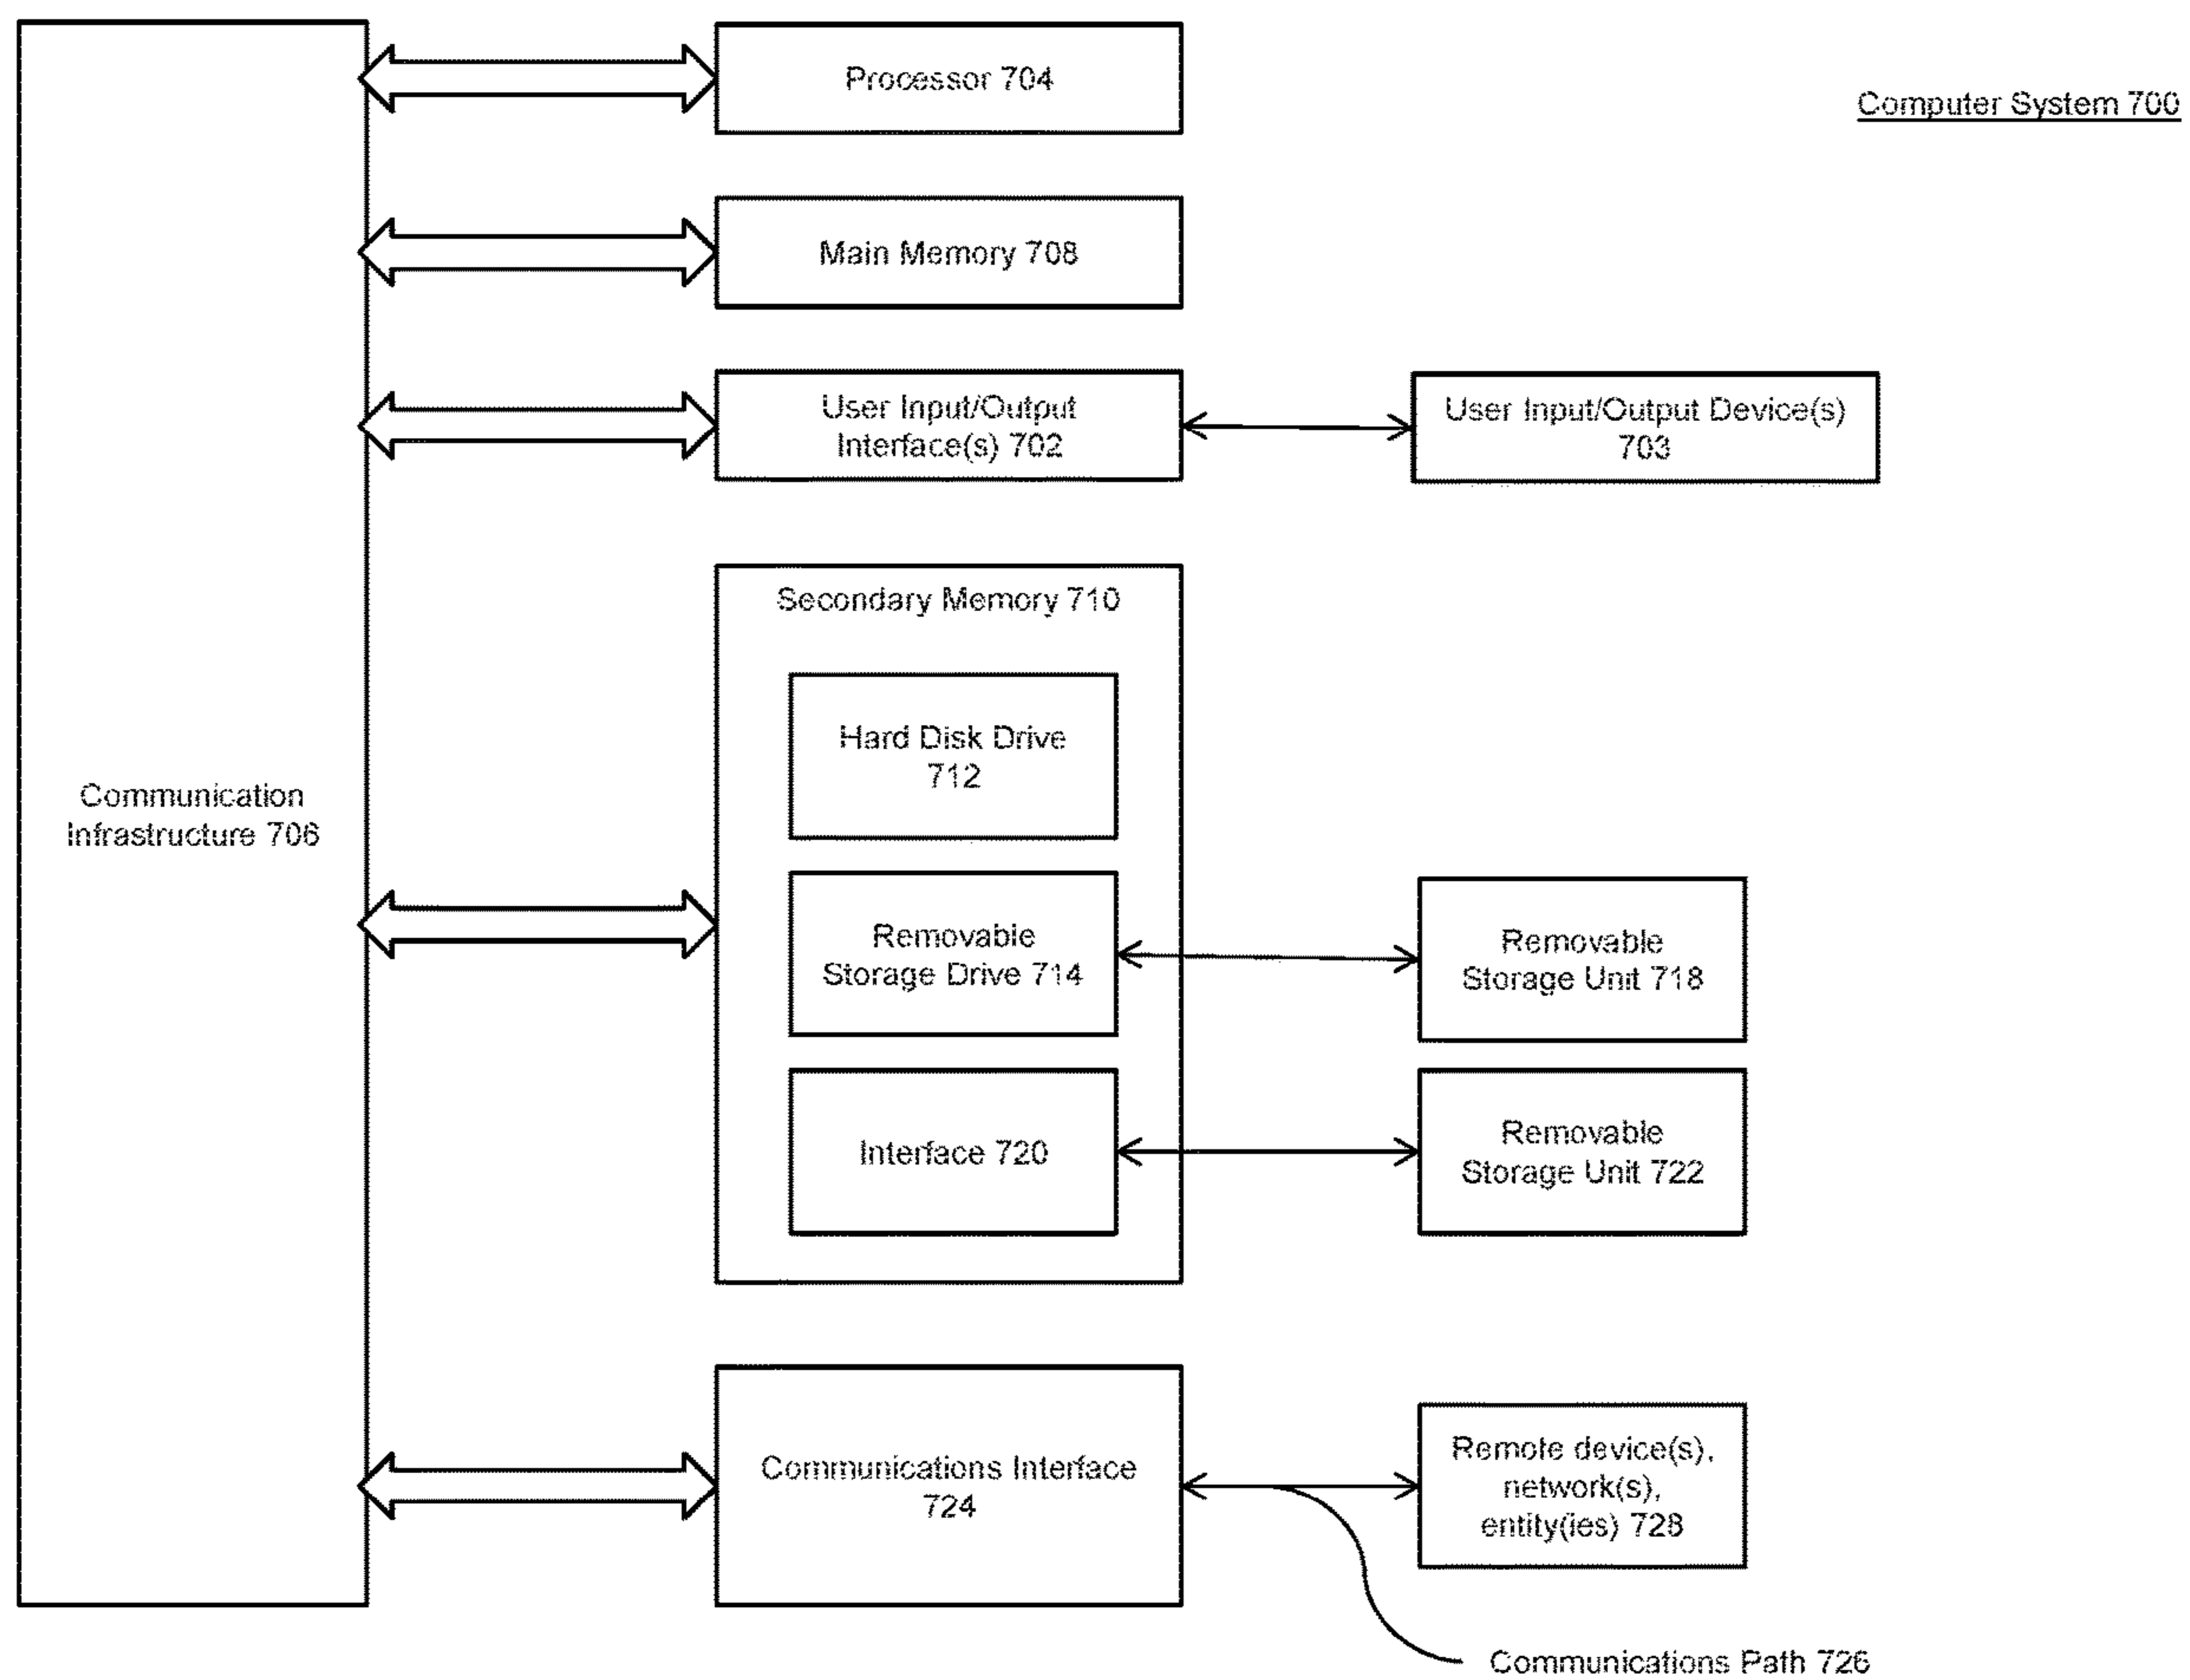 Processor 704
Computer System 700
Main Memory 708
User Input/Output
Interface(s) 702
User Input/Output Device(s)
703
Secondary Memory 710
Hard Disk Drive
712
Communication
Infrastructure 706
Removable
Storage Drive 714
Removable
Storage Unit 718
Interface 720
Removable
Storage Unit 722
Communications Interface
724
Remote device(s),
network(s),
entity(ies) 728
Communications Path 726